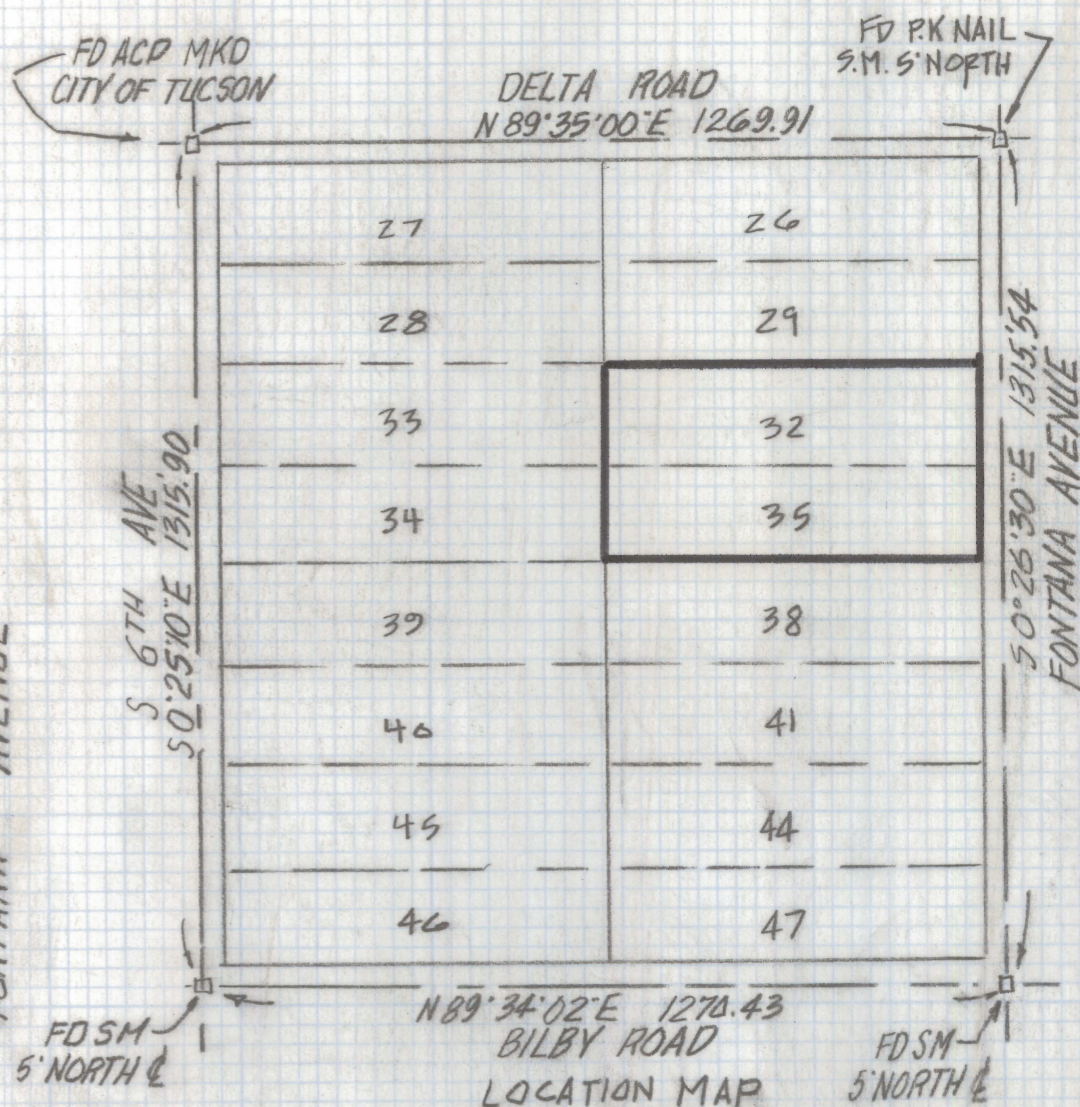 FD ACP MKD
CITY OF TUCSON
FD P.K NAIL
S.M. 5' NORTH
DELTA ROAD
N 89°35'00"E 1269.91
27
26
28
29
33
32
34
35
39
38
40
41
45
44
46
47
S 6TH AVE
S 0°25'10"E 1315.'90
S 0°26'30"E 1315.'54
FONTANA AVENUE
N 89°34'02"E 1270.43
BILBY ROAD
LOCATION MAP
FD SM
5' NORTH ℄
FD SM
5' NORTH ℄